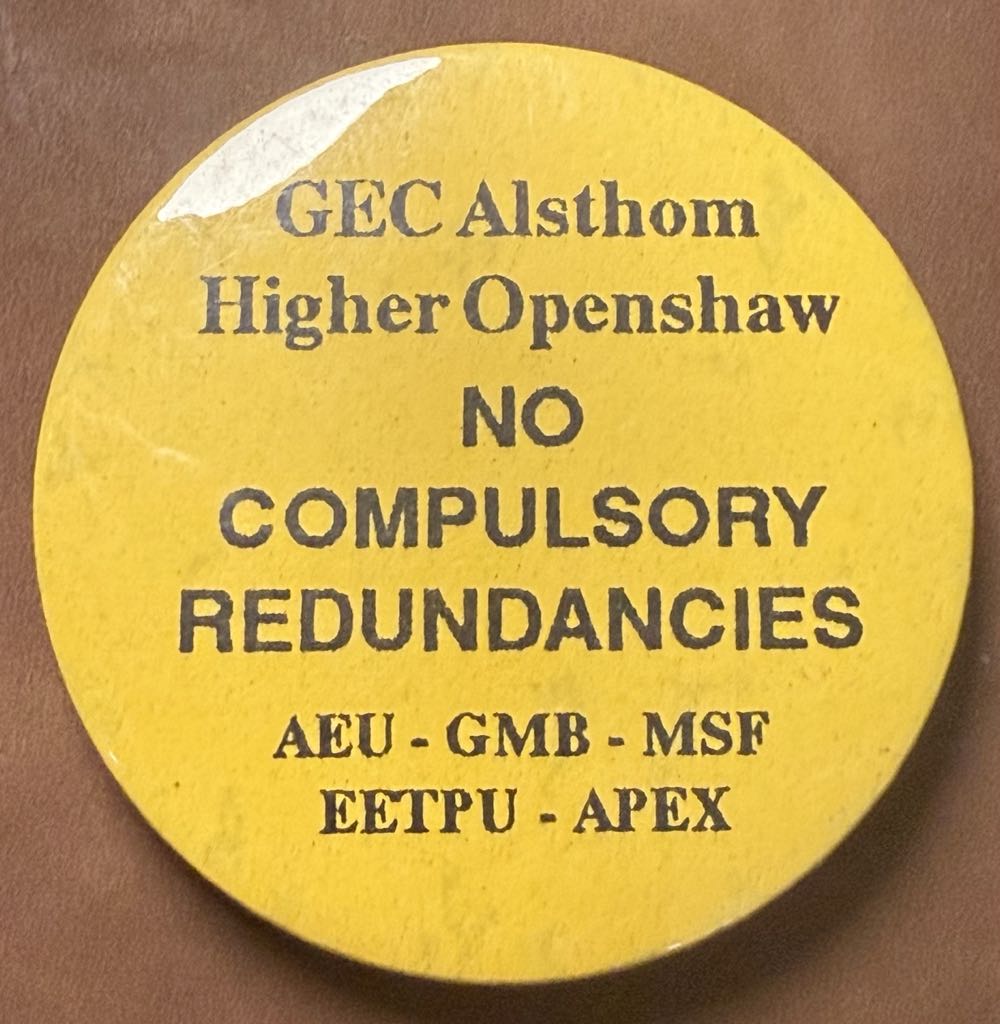 GEC Alsthom
Higher Openshaw
NO
COMPULSORY
REDUNDANCIES
AEU - GMB - MSF
EETPU - APEX